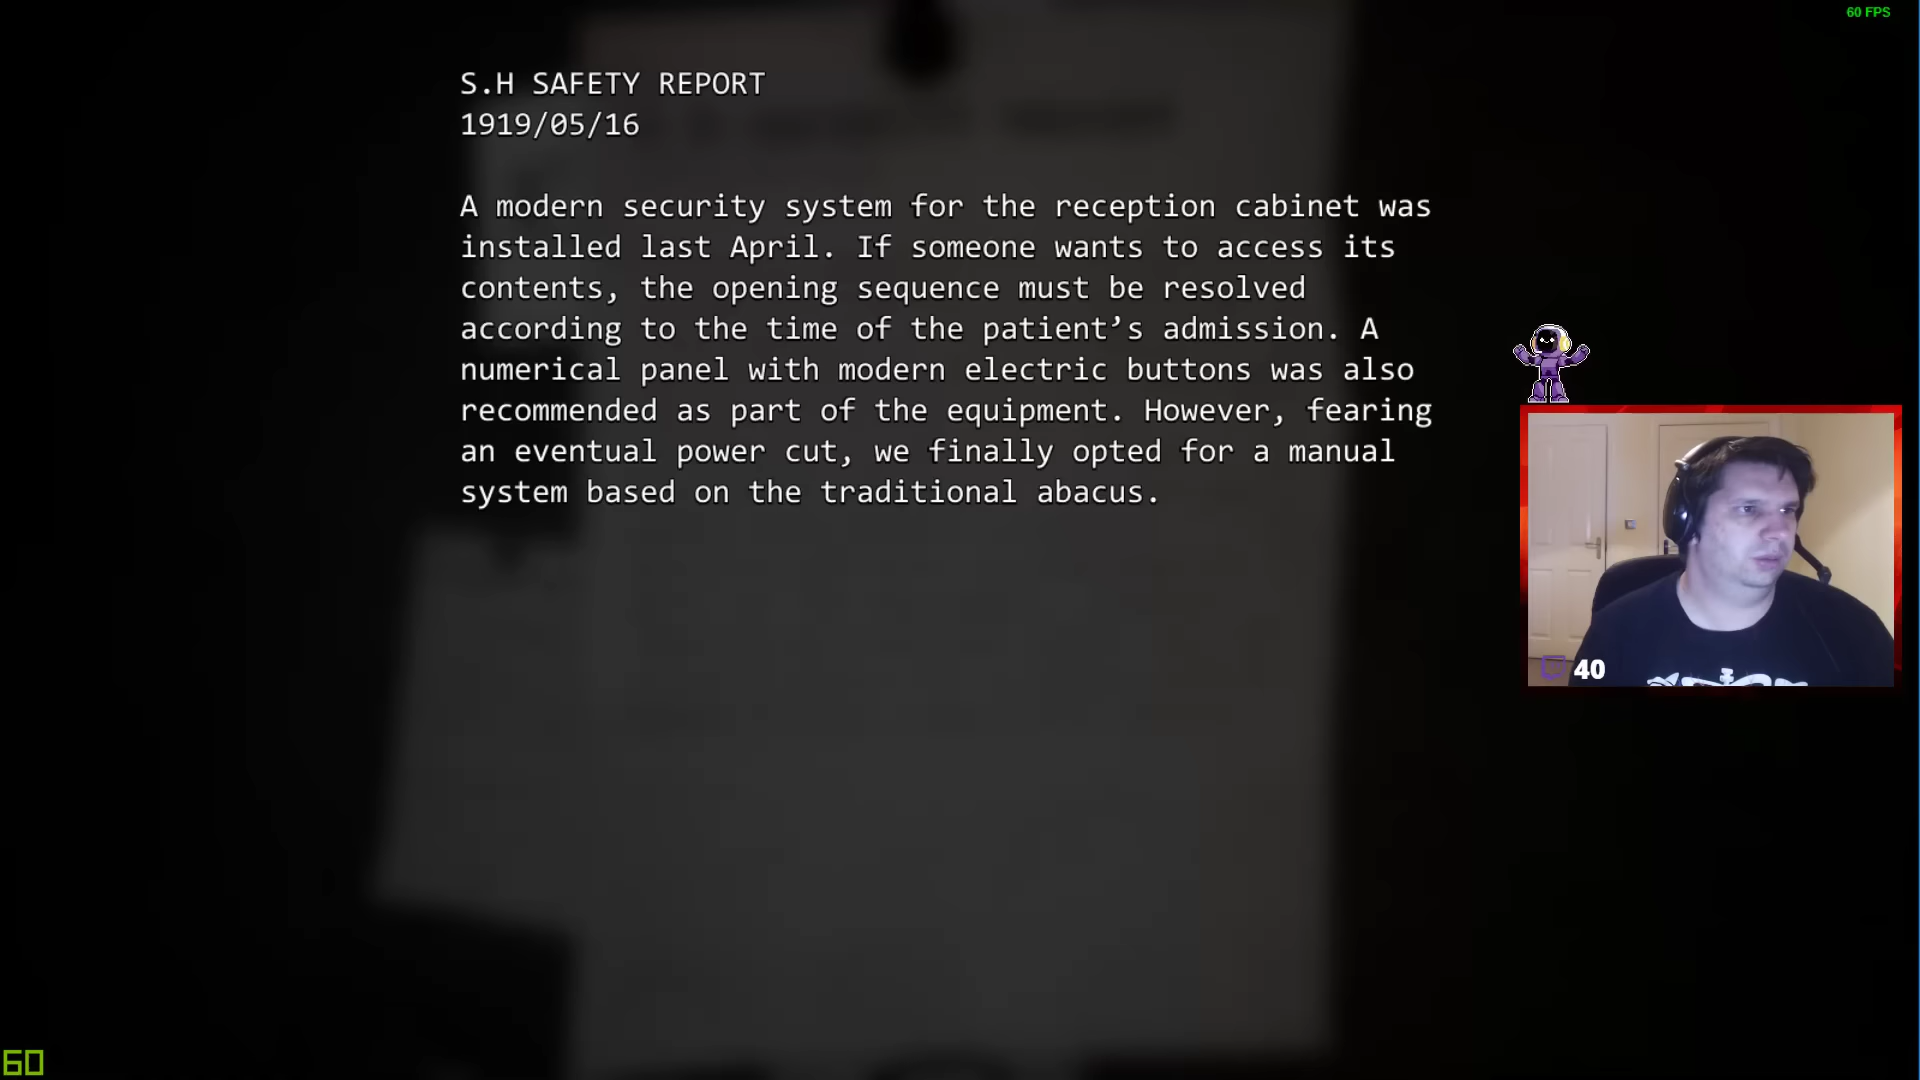 60 FPS
S.H SAFETY REPORT
1919/05/16
A modern security system for the reception cabinet was
installed last April. If someone wants to access its
contents, the opening sequence must be resolved
according to the time of the patient’s admission. A
numerical panel with modern electric buttons was also
recommended as part of the equipment. However, fearing
an eventual power cut, we finally opted for a manual
system based on the traditional abacus.
40
60